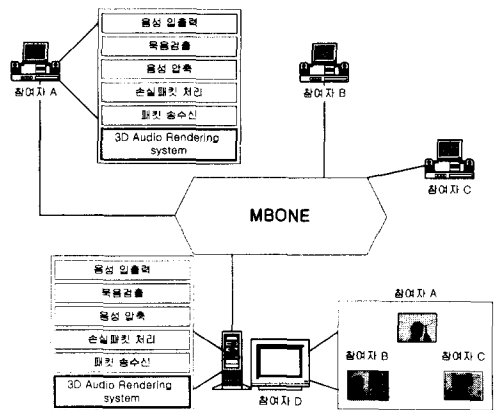 음성 입출력
묵음검출
음성 압축
손실패킷 처리
패킷 송수신
3D Audio Rendering
system
참여자 A
참여자 B
참여자 C
MBONE
음성 입출력
묵음검출
음성 압축
손실패킷 처리
패킷 송수신
3D Audio Rendering
system
참여자 D
참여자 A
참여자 B
참여자 C